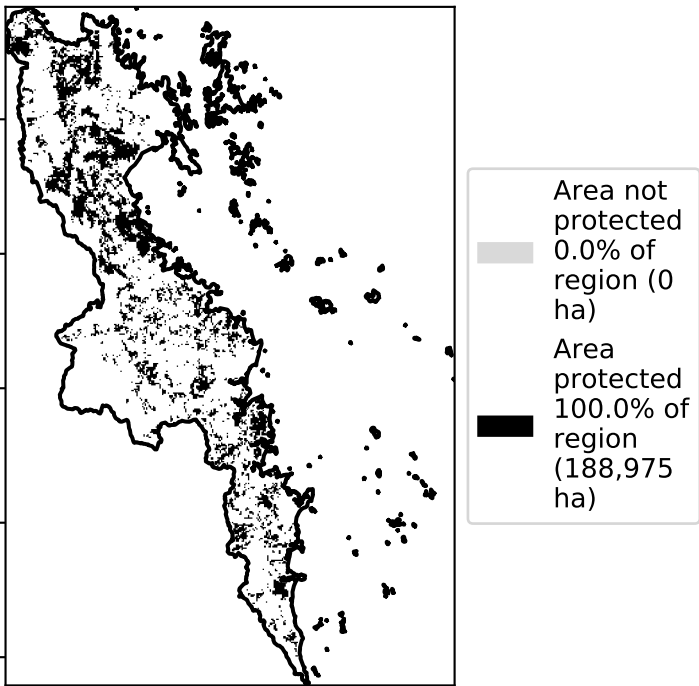 Area not
protected
0.0% of
region (0
ha)
Area
protected
100.0% of
region
(188,975
ha)